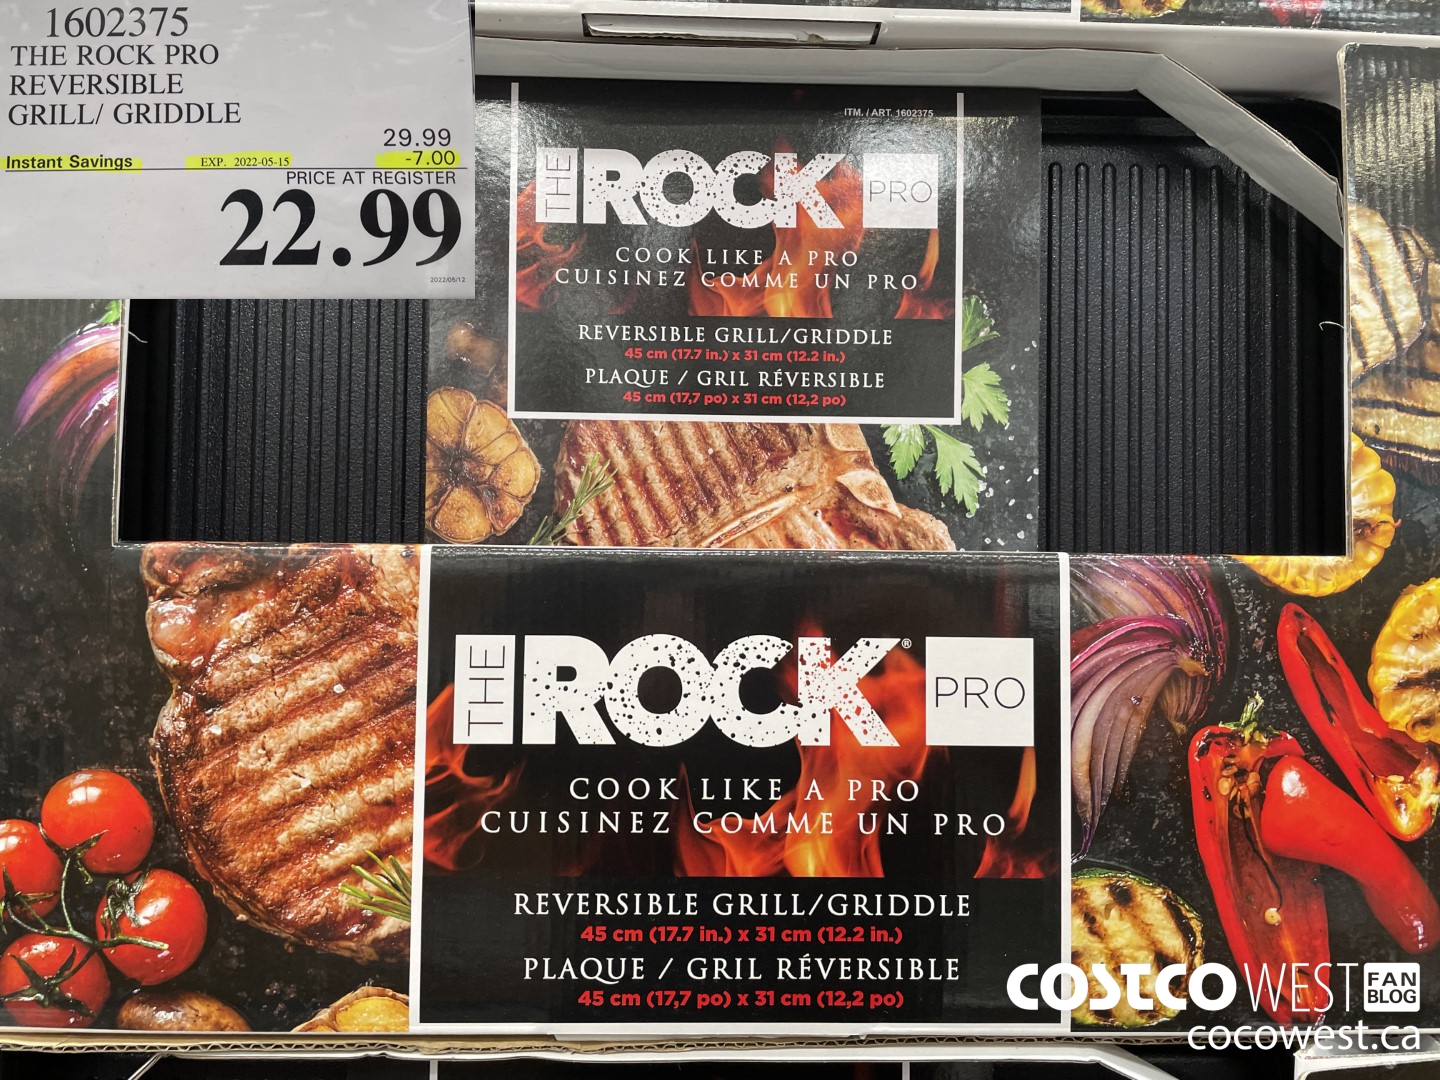 1602375
THE ROCK PRO
REVERSIBLE
GRILL/ GRIDDLE
29.99
Instant Savings EXP. 2022-05-15 -7.00
PRICE AT REGISTER
22.99
2022/05/12
ITM. / ART. 1602375
THE ROCK PRO
COOK LIKE A PRO
CUISINEZ COMME UN PRO
REVERSIBLE GRILL/GRIDDLE
45 cm (17.7 in.) x 31 cm (12.2 in.)
PLAQUE / GRIL RÉVERSIBLE
45 cm (17,7 po) x 31 cm (12,2 po)
THE ROCK® PRO
COOK LIKE A PRO
CUISINEZ COMME UN PRO
REVERSIBLE GRILL/GRIDDLE
45 cm (17.7 in.) x 31 cm (12.2 in.)
PLAQUE / GRIL RÉVERSIBLE
45 cm (17,7 po) x 31 cm (12,2 po)
COSTCO WEST FAN BLOG
cocowest.ca